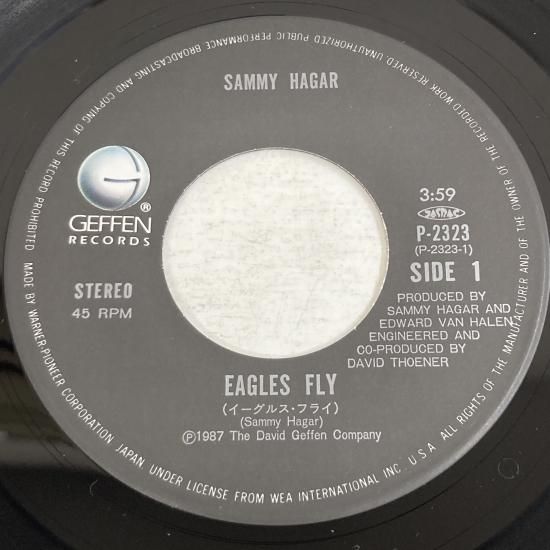 SAMMY HAGAR
GEFFEN®
RECORDS
STEREO
45 RPM
3:59
JASRAC
P-2323
(P-2323-1)
SIDE 1
PRODUCED BY
SAMMY HAGAR AND
EDWARD VAN HALEN
ENGINEERED AND
CO-PRODUCED BY
DAVID THOENER
EAGLES FLY
(イーグルス・フライ)
(Sammy Hagar)
Ⓟ1987 The David Geffen Company
MADE BY WARNER-PIONEER CORPORATION JAPAN, UNDER LICENSE FROM WEA INTERNATIONAL INC. U.S.A. ALL RIGHTS OF THE MANUFACTURER AND OF THE OWNER OF THE RECORDED WORK RESERVED UNAUTHORIZED PUBLIC PERFORMANCE BROADCASTING AND COPYING OF THIS RECORD PROHIBITED